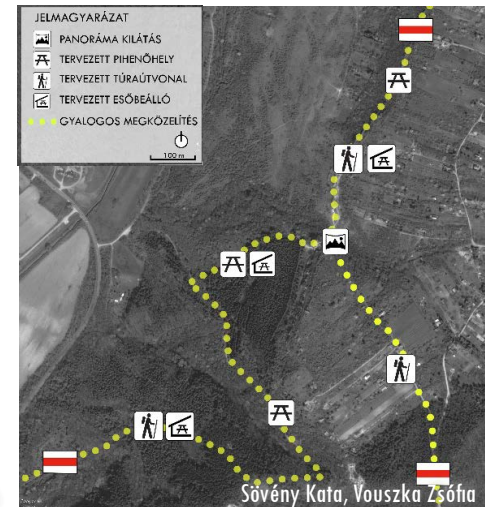 JELMAGYARÁZAT
PANORÁMA KILÁTÁS
TERVEZETT PIHENŐHELY
TERVEZETT TÚRAÚTVONAL
TERVEZETT ESŐBEÁLLÓ
GYALOGOS MEGKÖZELÍTÉS
100 m
Sövény Kata, Vouszka Zsófia